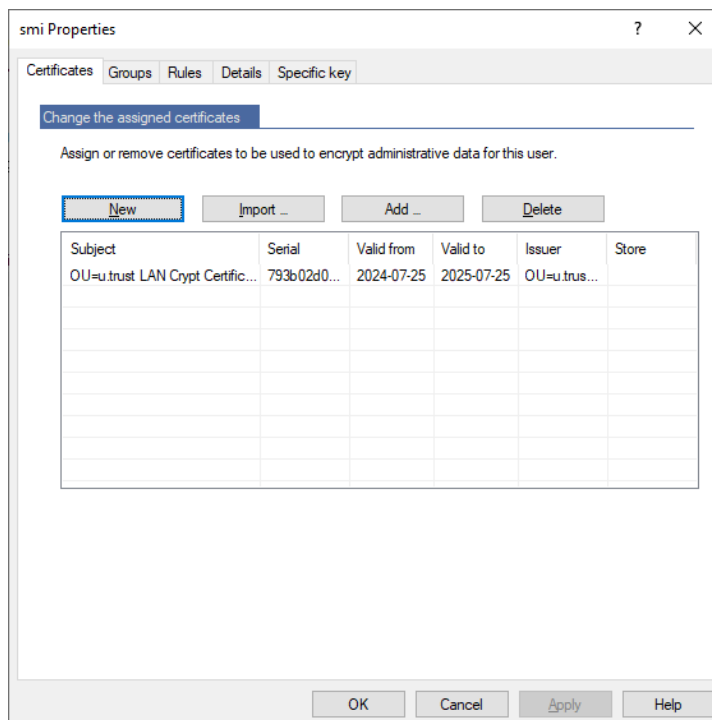 smi Properties ?
Certificates Groups Rules Details Specific key
Change the assigned certificates
Assign or remove certificates to be used to encrypt administrative data for this user.
New Import ... Add ... Delete
Subject Serial Valid from Valid to Issuer Store
OU=u.trust LAN Crypt Certific... 793b02d0... 2024-07-25 2025-07-25 OU=u.trus...
OK Cancel Apply Help